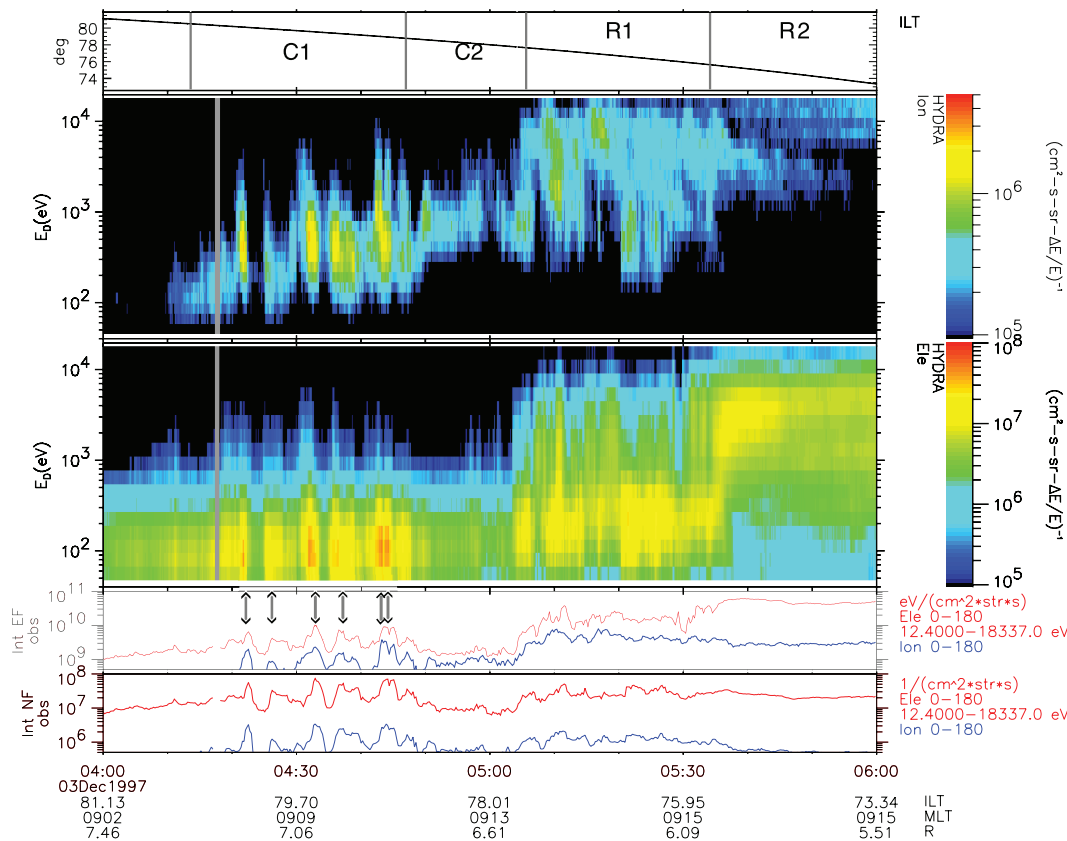 ILT
deg
80
78
76
74
C1
C2
R1
R2
10⁴
10³
10²
E_D(eV)
HYDRA
Ion
10⁶
10⁵
(cm²-s-sr-ΔE/E)⁻¹
10⁴
10³
10²
E_D(eV)
HYDRA
Ele
10⁸
10⁷
10⁶
10⁵
(cm²-s-sr-ΔE/E)⁻¹
Int EF
obs
10¹¹
10¹⁰
10⁹
10⁸
eV/(cm^2*str*s)
Ele 0-180
12.4000-18337.0 eV
Ion 0-180
Int NF
obs
10⁷
10⁶
1/(cm^2*str*s)
Ele 0-180
12.4000-18337.0 eV
Ion 0-180
04:00 04:30 05:00 05:30 06:00
03Dec1997
81.13 79.70 78.01 75.95 73.34 ILT
0902 0909 0913 0915 0915 MLT
7.46 7.06 6.61 6.09 5.51 R